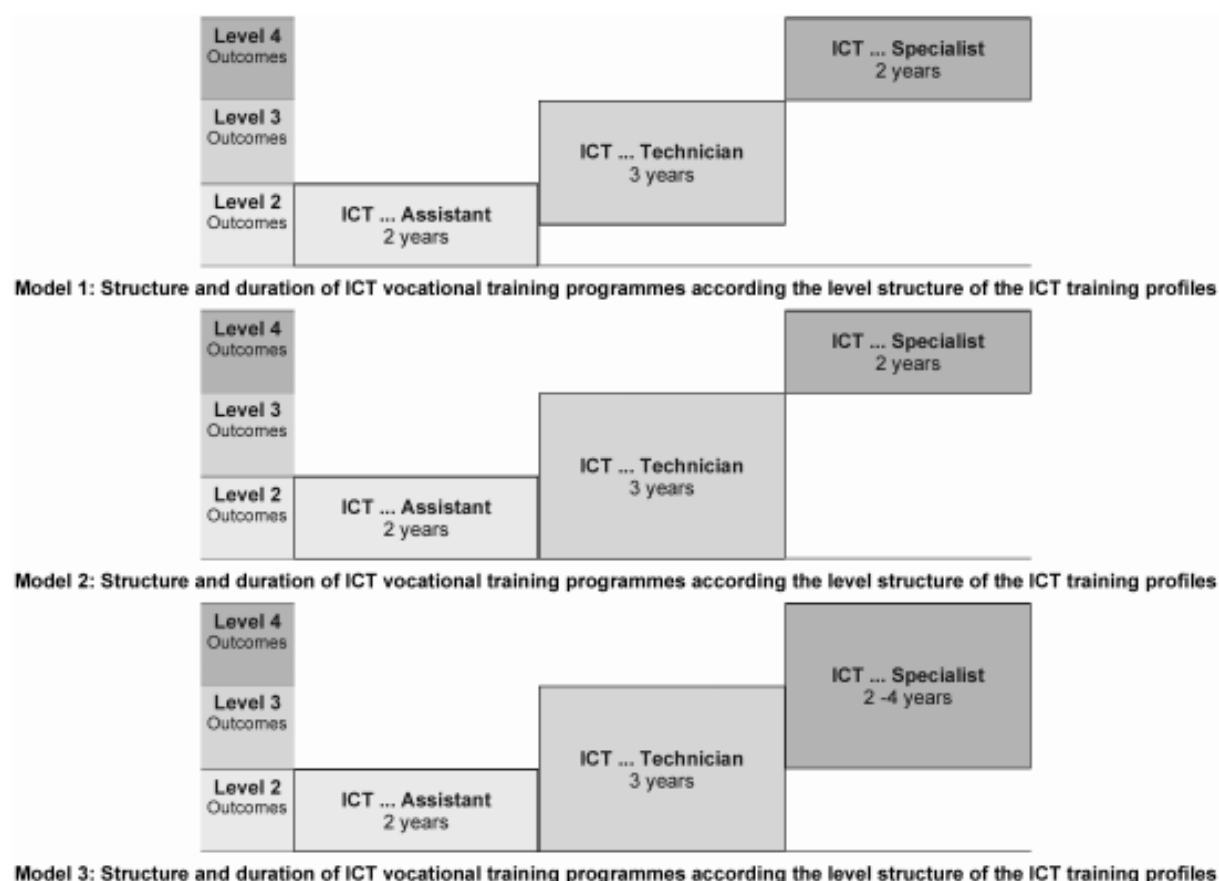 Level 4
Outcomes
ICT ... Specialist
2 years
Level 3
Outcomes
ICT ... Technician
3 years
Level 2
Outcomes
ICT ... Assistant
2 years
Model 1: Structure and duration of ICT vocational training programmes according the level structure of the ICT training profiles
Level 4
Outcomes
ICT ... Specialist
2 years
Level 3
Outcomes
ICT ... Technician
3 years
Level 2
Outcomes
ICT ... Assistant
2 years
Model 2: Structure and duration of ICT vocational training programmes according the level structure of the ICT training profiles
Level 4
Outcomes
ICT ... Specialist
2 -4 years
Level 3
Outcomes
ICT ... Technician
3 years
Level 2
Outcomes
ICT ... Assistant
2 years
Model 3: Structure and duration of ICT vocational training programmes according the level structure of the ICT training profiles